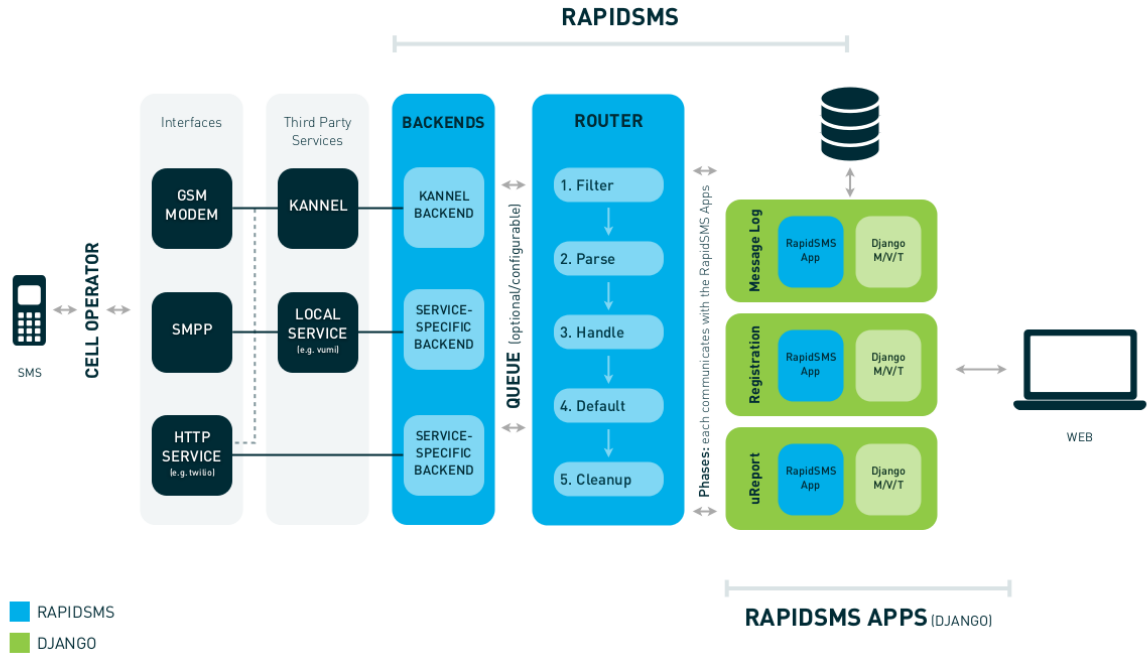 RAPIDSMS
Interfaces
Third Party
Services
BACKENDS
ROUTER
GSM
MODEM
KANNEL
KANNEL
BACKEND
1. Filter
2. Parse
3. Handle
4. Default
5. Cleanup
SMS
CELL OPERATOR
SMPP
LOCAL
SERVICE
(e.g. vumi)
SERVICE-
SPECIFIC
BACKEND
HTTP
SERVICE
(e.g. twilio)
SERVICE-
SPECIFIC
BACKEND
QUEUE (optional/configurable)
Phases: each communicates with the RapidSMS Apps
Message Log
RapidSMS
App
Django
M/V/T
Registration
RapidSMS
App
Django
M/V/T
uReport
RapidSMS
App
Django
M/V/T
WEB
RAPIDSMS APPS (DJANGO)
RAPIDSMS
DJANGO